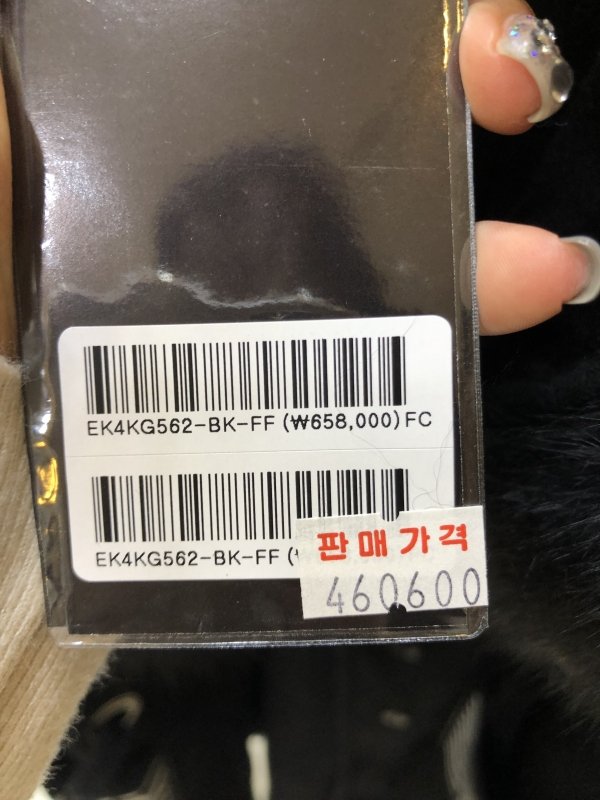 EK4KG562-BK-FF (₩658,000) FC
EK4KG562-BK-FF (
판매가격
460600